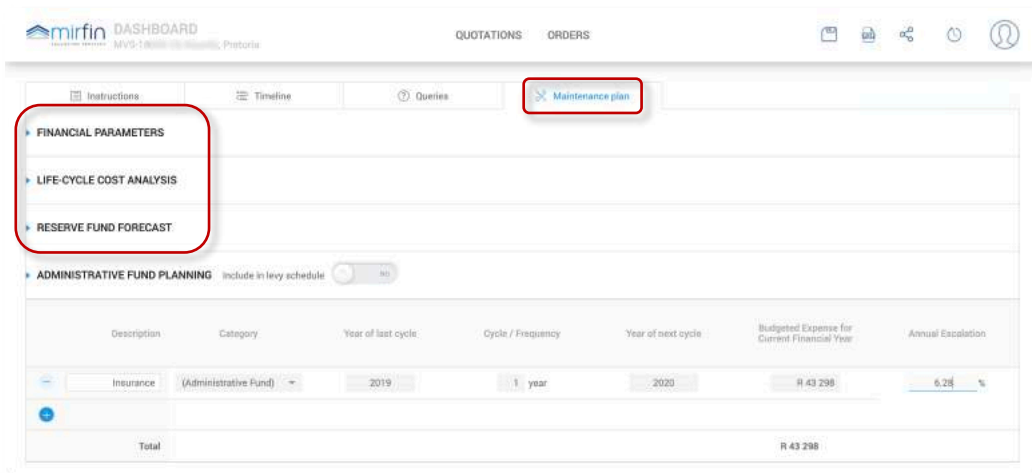 mirfin DASHBOARD
Pretoria
QUOTATIONS ORDERS
Instructions Timeline Queries Maintenance plan
FINANCIAL PARAMETERS
LIFE-CYCLE COST ANALYSIS
RESERVE FUND FORECAST
ADMINISTRATIVE FUND PLANNING Include in levy schedule NO
Description Category Year of last cycle Cycle / Frequency Year of next cycle Budgeted Expense for Annual Escalation
Current Financial Year
Insurance (Administrative Fund) 2019 1 year 2020 R 43 298 6.28 %
Total R 43 298